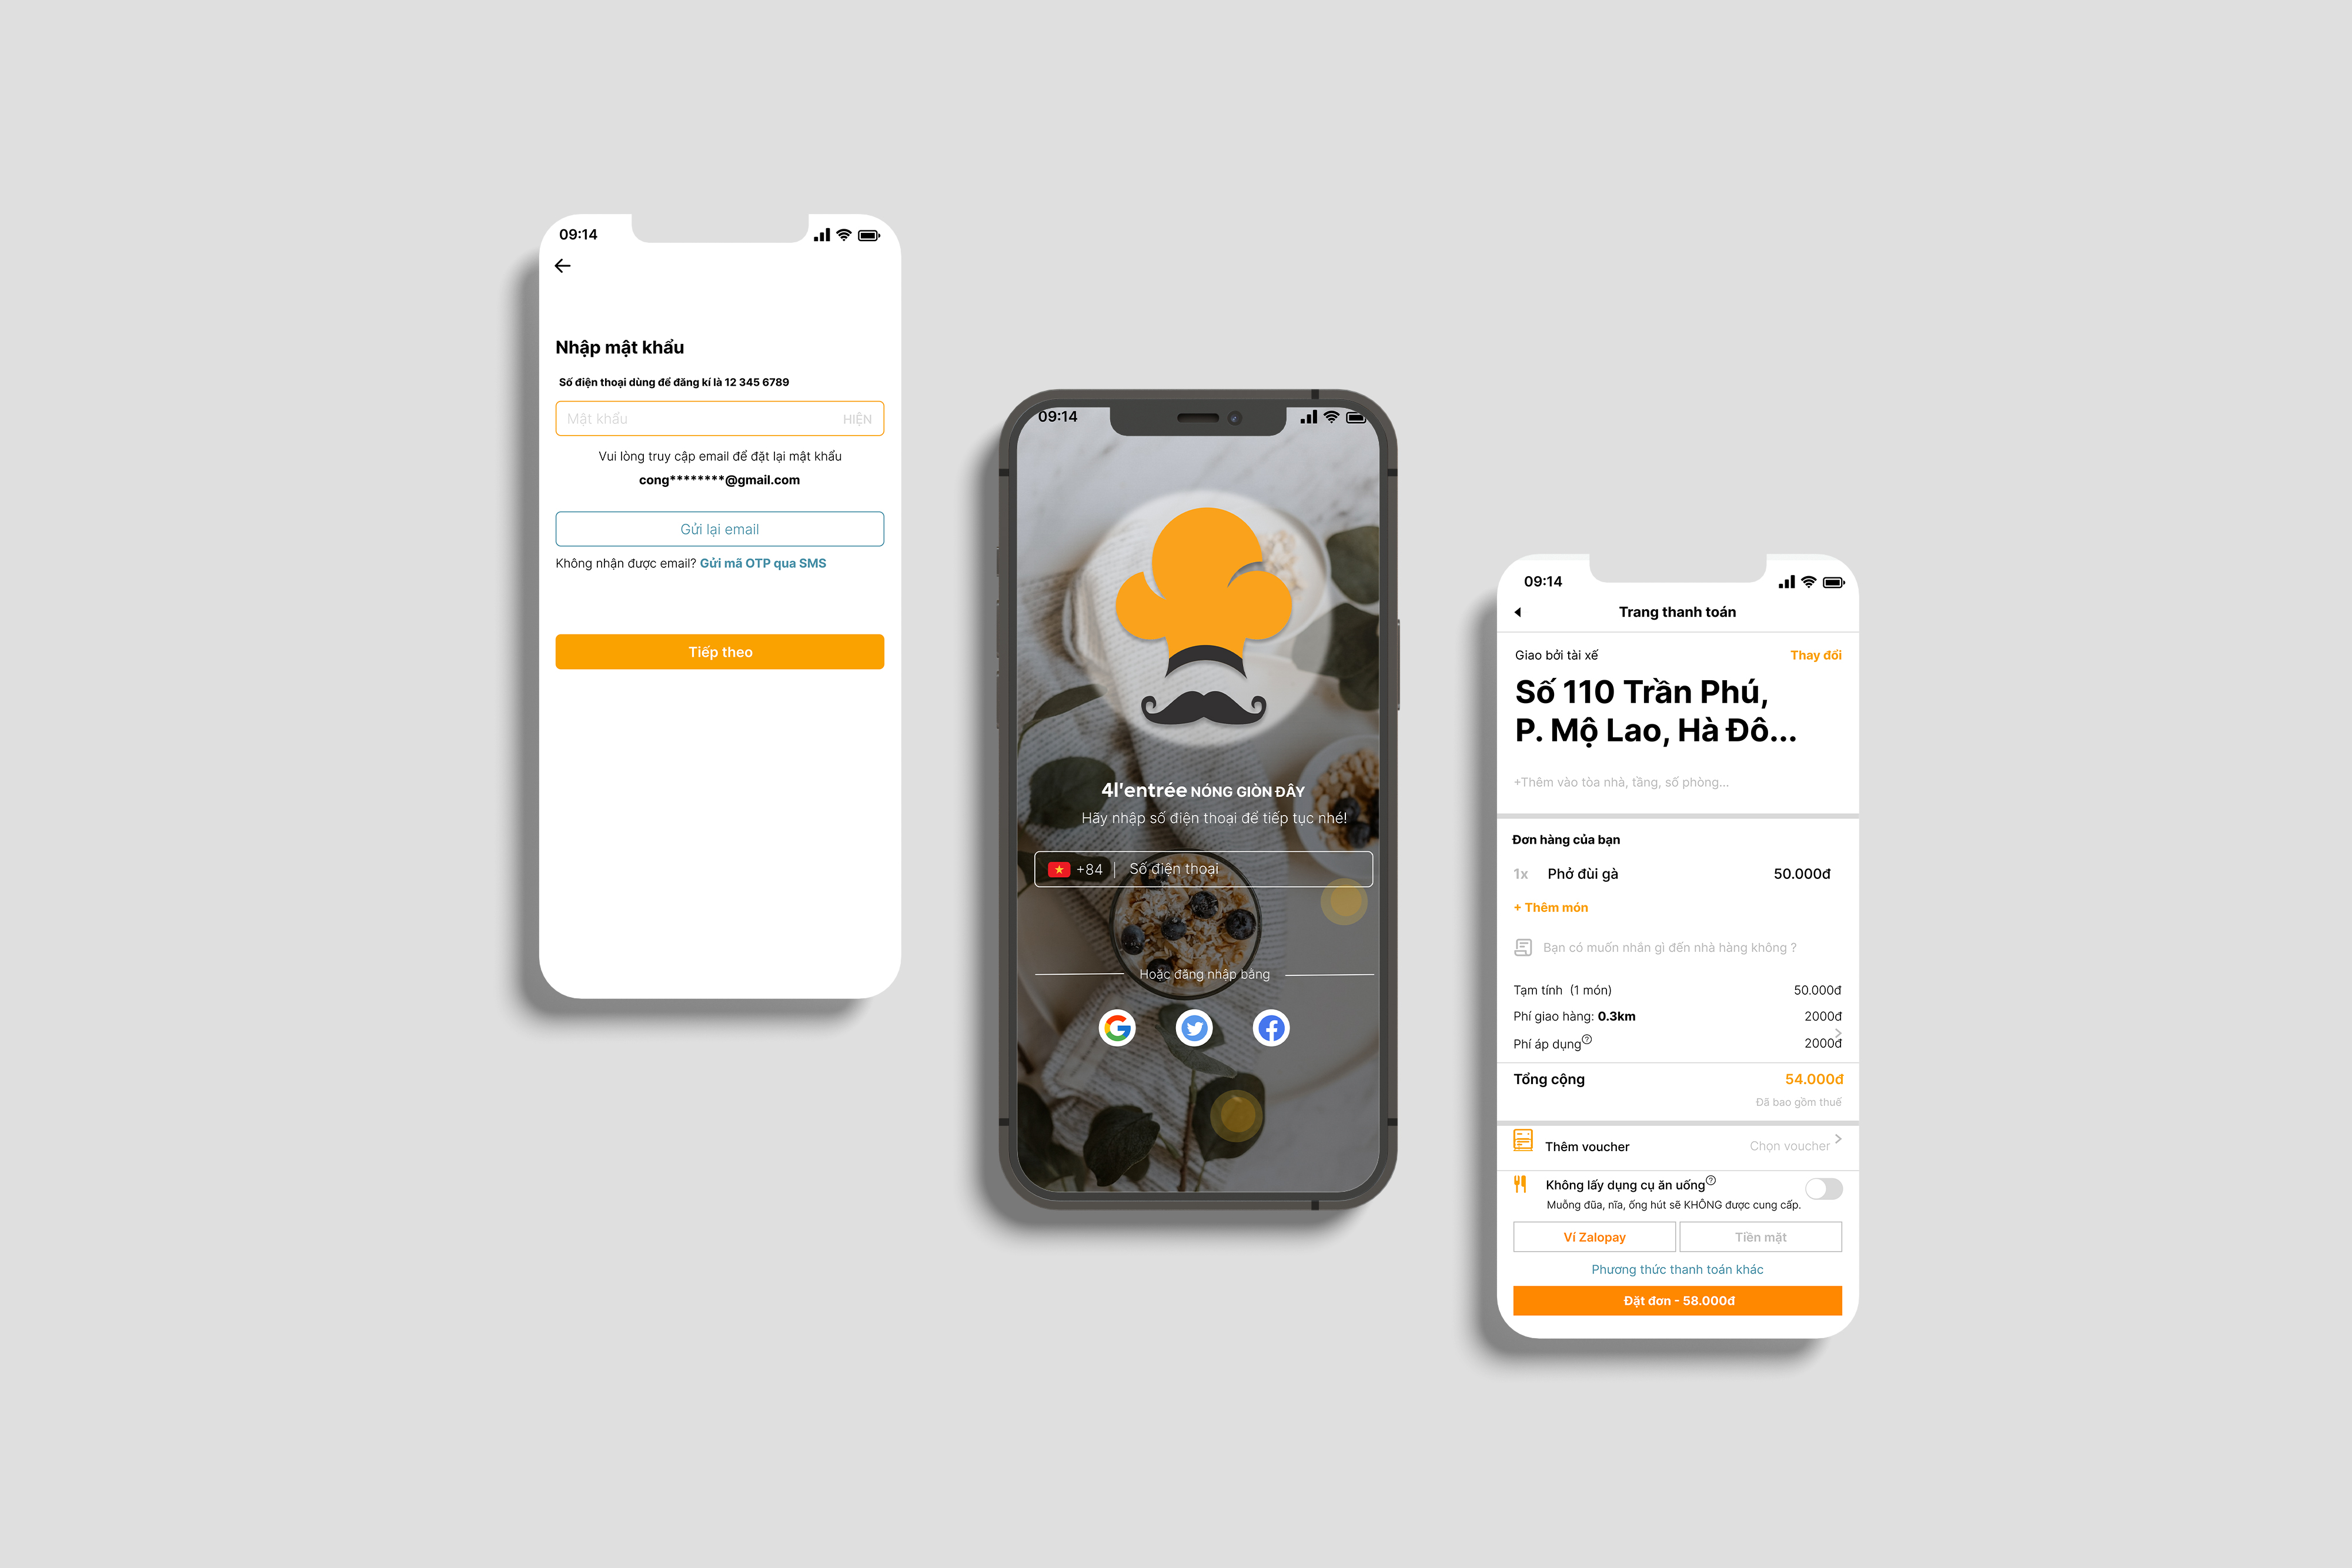 09:14
Nhập mật khẩu
Số điện thoại dùng để đăng kí là 12 345 6789
Mật khẩu HIỆN
Vui lòng truy cập email để đặt lại mật khẩu
cong********@gmail.com
Gửi lại email
Không nhận được email? Gửi mã OTP qua SMS
Tiếp theo
09:14
4l'entrée NÓNG GIÒN ĐÂY
Hãy nhập số điện thoại để tiếp tục nhé!
+84 | Số điện thoại
Hoặc đăng nhập bằng
09:14
Trang thanh toán
Giao bởi tài xế Thay đổi
Số 110 Trần Phú,
P. Mộ Lao, Hà Đô...
+Thêm vào tòa nhà, tầng, số phòng...
Đơn hàng của bạn
1x Phở đùi gà 50.000đ
+ Thêm món
Bạn có muốn nhắn gì đến nhà hàng không ?
Tạm tính (1 món) 50.000đ
Phí giao hàng: 0.3km 2000đ
Phí áp dụng 2000đ
Tổng cộng 54.000đ
Đã bao gồm thuế
Thêm voucher Chọn voucher
Không lấy dụng cụ ăn uống
Muỗng đũa, nĩa, ống hút sẽ KHÔNG được cung cấp.
Ví Zalopay Tiền mặt
Phương thức thanh toán khác
Đặt đơn - 58.000đ